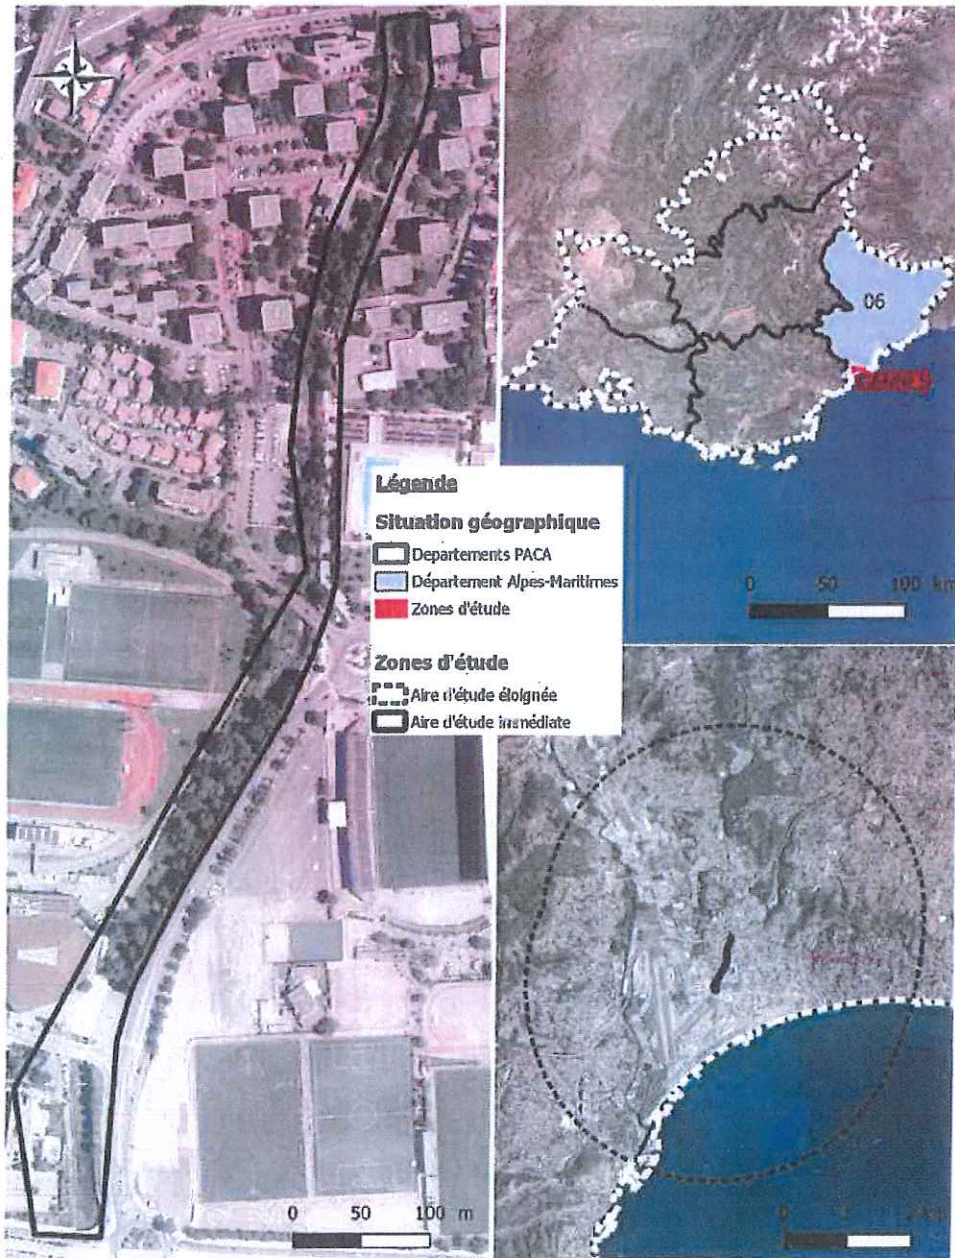 06
Légende
Situation géographique
Departements PACA
Département Alpes-Maritimes
Zones d'étude
Zones d'étude
Aire d'étude éloignée
Aire d'étude immédiate
0 50 100 km
0 50 100 m
0